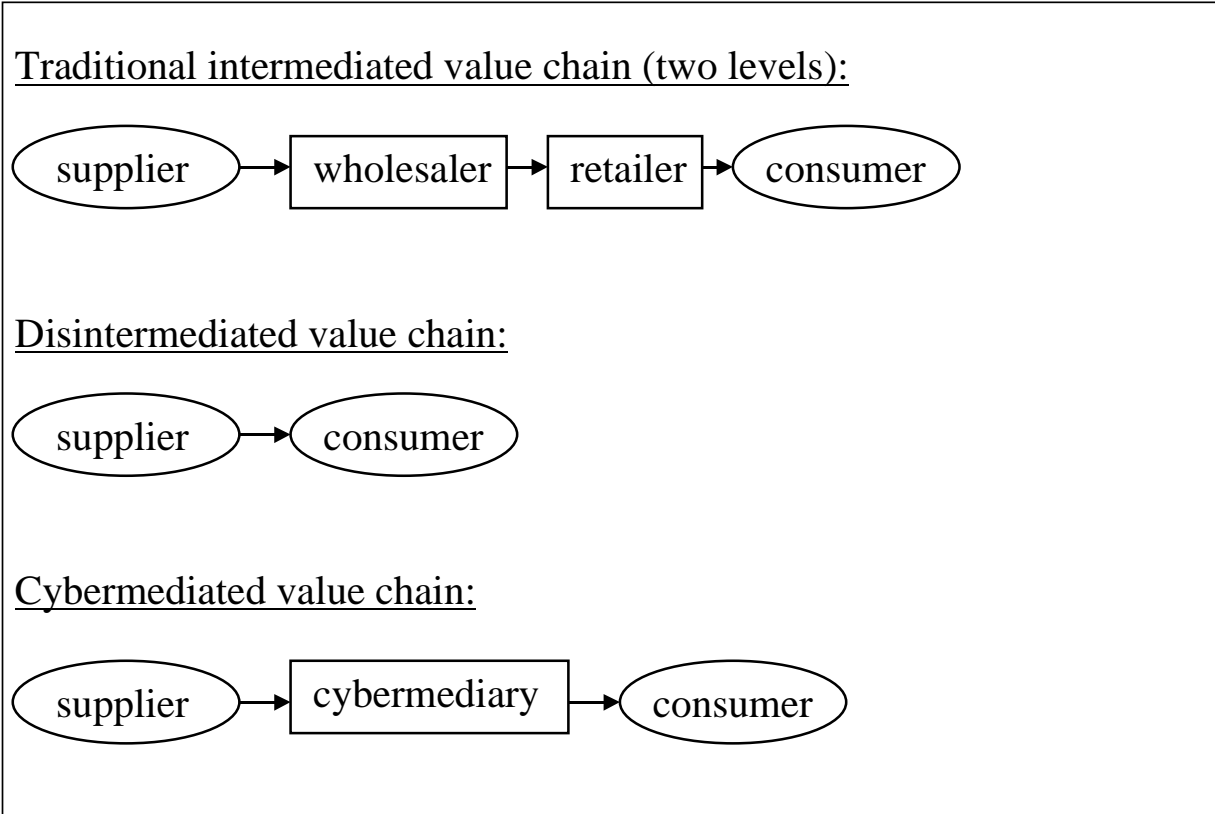 Traditional intermediated value chain (two levels):
supplier wholesaler retailer consumer
Disintermediated value chain:
supplier consumer
Cybermediated value chain:
supplier cybermediary consumer